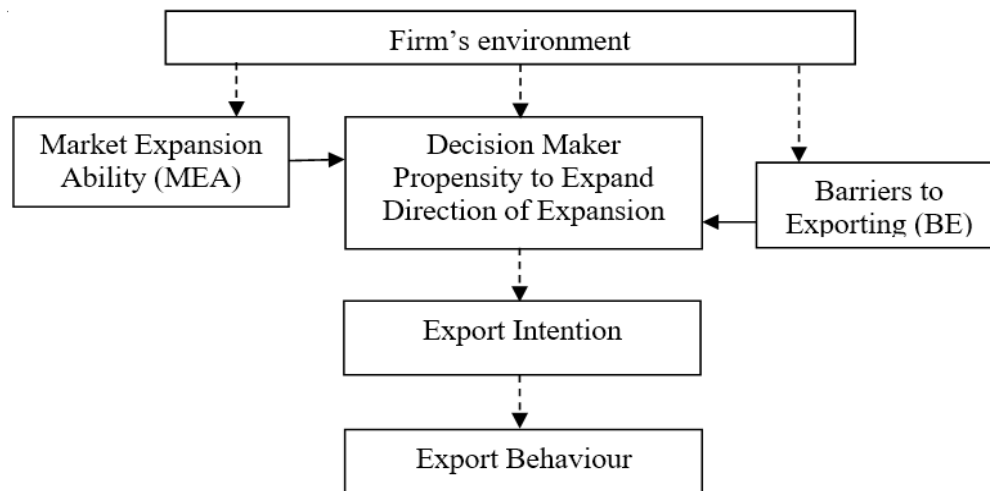 Firm's environment
Market Expansion
Ability (MEA)
Decision Maker
Propensity to Expand
Direction of Expansion
Barriers to
Exporting (BE)
Export Intention
Export Behaviour